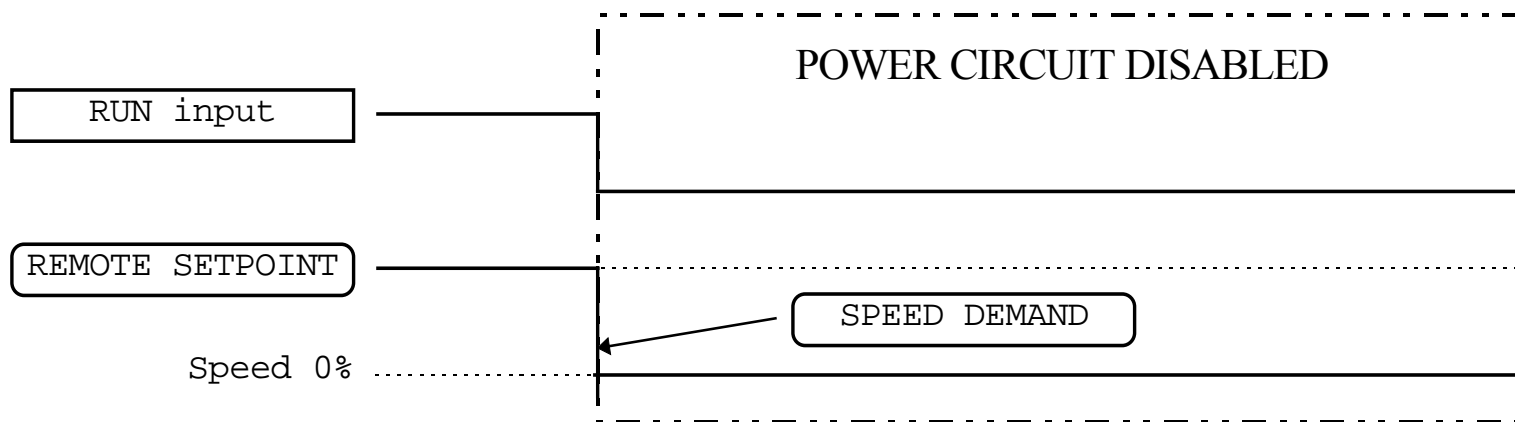 POWER CIRCUIT DISABLED
RUN input
REMOTE SETPOINT
SPEED DEMAND
Speed 0%